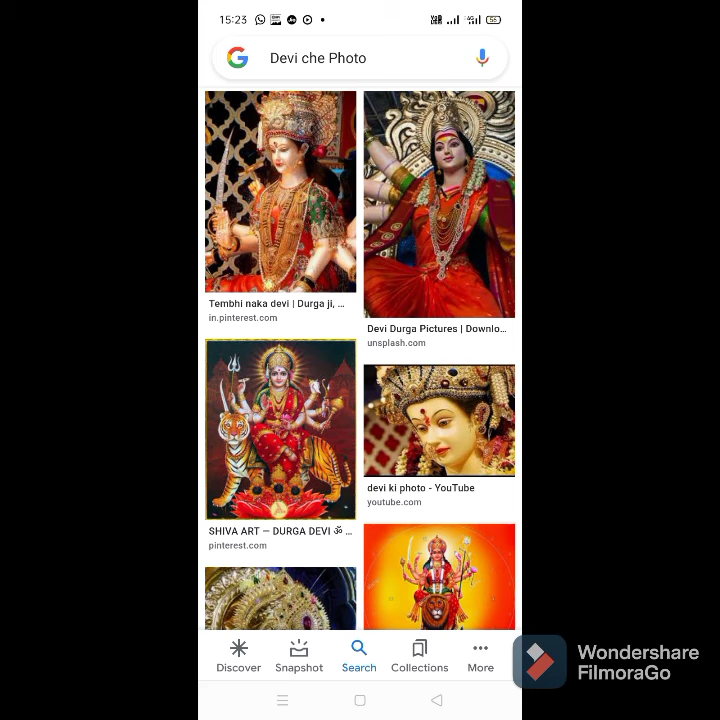 15:23
56
Devi che Photo
Tembhi naka devi | Durga ji, ...
in.pinterest.com
Devi Durga Pictures | Downlo...
unsplash.com
devi ki photo - YouTube
youtube.com
SHIVA ART — DURGA DEVI ॐ ...
pinterest.com
Discover
Snapshot
Search
Collections
More
Wondershare
FilmoraGo